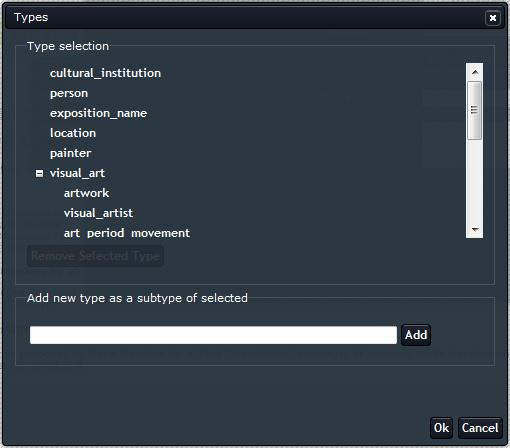 Types
Type selection
cultural_institution
person
exposition_name
location
painter
visual_art
artwork
visual_artist
art_period_movement
Remove Selected Type
Add new type as a subtype of selected
Add
Ok Cancel